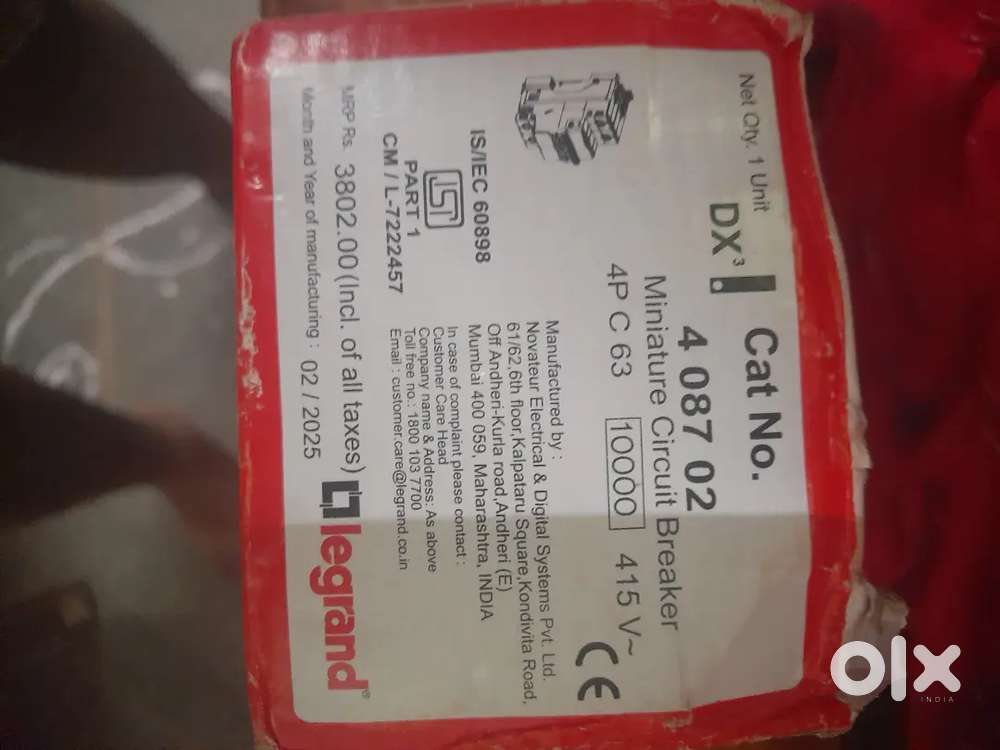 Net Qty. 1 Unit
Cat No.
DX³
4 087 02
Miniature Circuit Breaker
4P C 63 10000 415 V~
CE
IS/IEC 60898
ISI
PART 1
CM / L-7222457
Manufactured by :
Novateur Electrical & Digital Systems Pvt. Ltd.
61/62,6th floor,Kalpataru Square,Kondivita Road,
Off Andheri-Kurla road,Andheri (E)
Mumbai 400 059, Maharashtra, INDIA
In case of complaint please contact :
Customer Care Head
Company name & Address: As above
Toll free no.: 1800 103 7700
Email : customer.care@legrand.co.in
MRP Rs. 3802.00 (Incl. of all taxes)
Month and Year of manufacturing : 02 / 2025
legrand®
olx
INDIA